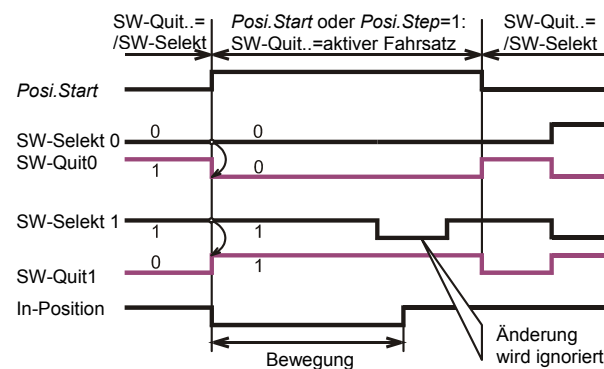 SW-Quit..=
/SW-Selekt
Posi.Start oder Posi.Step=1:
SW-Quit..=aktiver Fahrsatz
SW-Quit..=
/SW-Selekt
Posi.Start
SW-Selekt 0
0
0
SW-Quit0
1
0
SW-Selekt 1
1
1
SW-Quit1
0
1
In-Position
Bewegung
Änderung
wird ignoriert